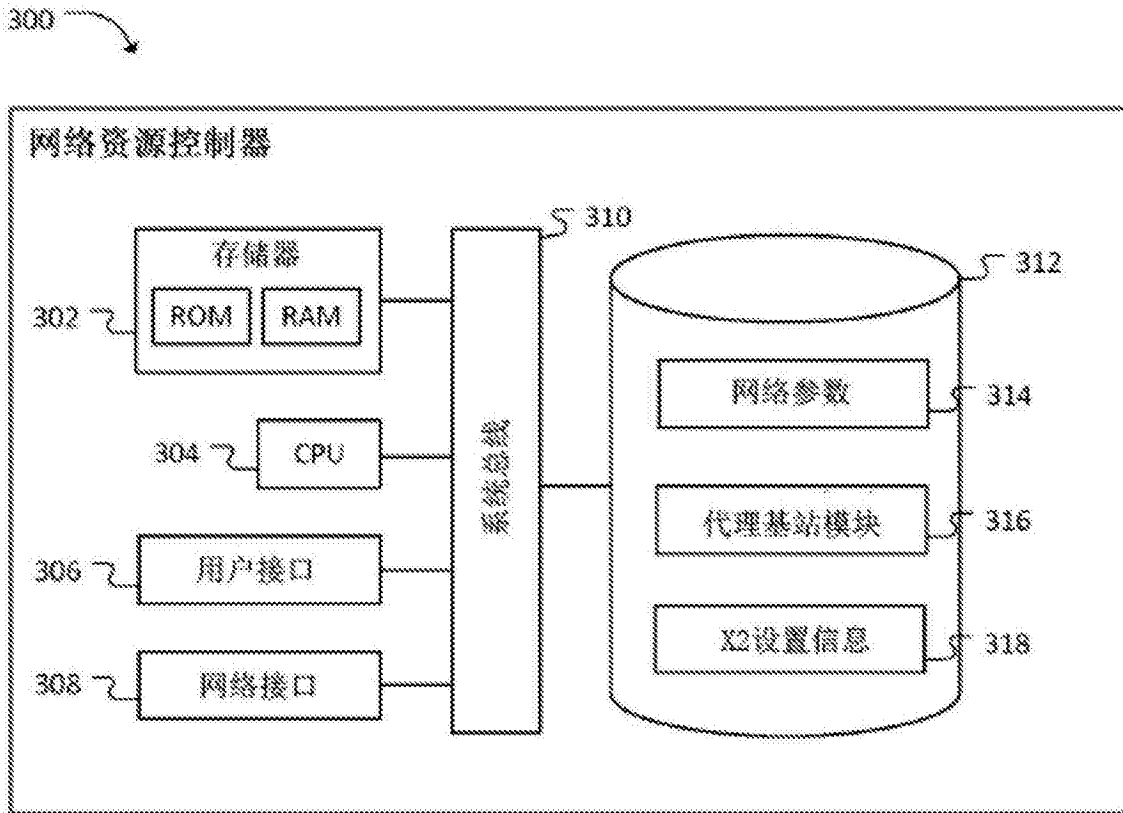 300
网络资源控制器
存储器
ROM RAM
302
304
CPU
306
用户接口
308
网络接口
系统总线
310
312
网络参数
314
代理基站模块
316
X2设置信息
318